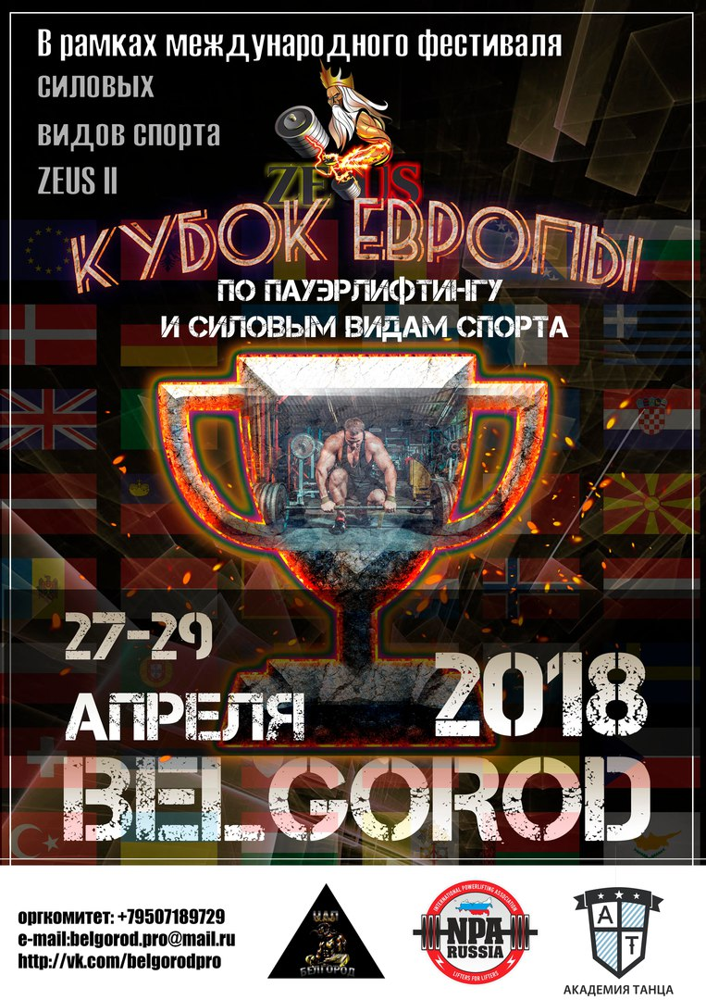 В рамках международного фестиваля
силовых
видов спорта
ZEUS II
ZEUS
КУБОК ЕВРОПЫ
ПО ПАУЭРЛИФТИНГУ
И СИЛОВЫМ ВИДАМ СПОРТА
27-29
АПРЕЛЯ
2018
BELGOROD
оргкомитет: +79507189729
e-mail:belgorod.pro@mail.ru
http://vk.com/belgorodpro
БЕЛГОРОД
INTERNATIONAL POWERLIFTING ASSOCIATION
NPA
RUSSIA
LIFTERS FOR LIFTERS
А Т
АКАДЕМИЯ ТАНЦА